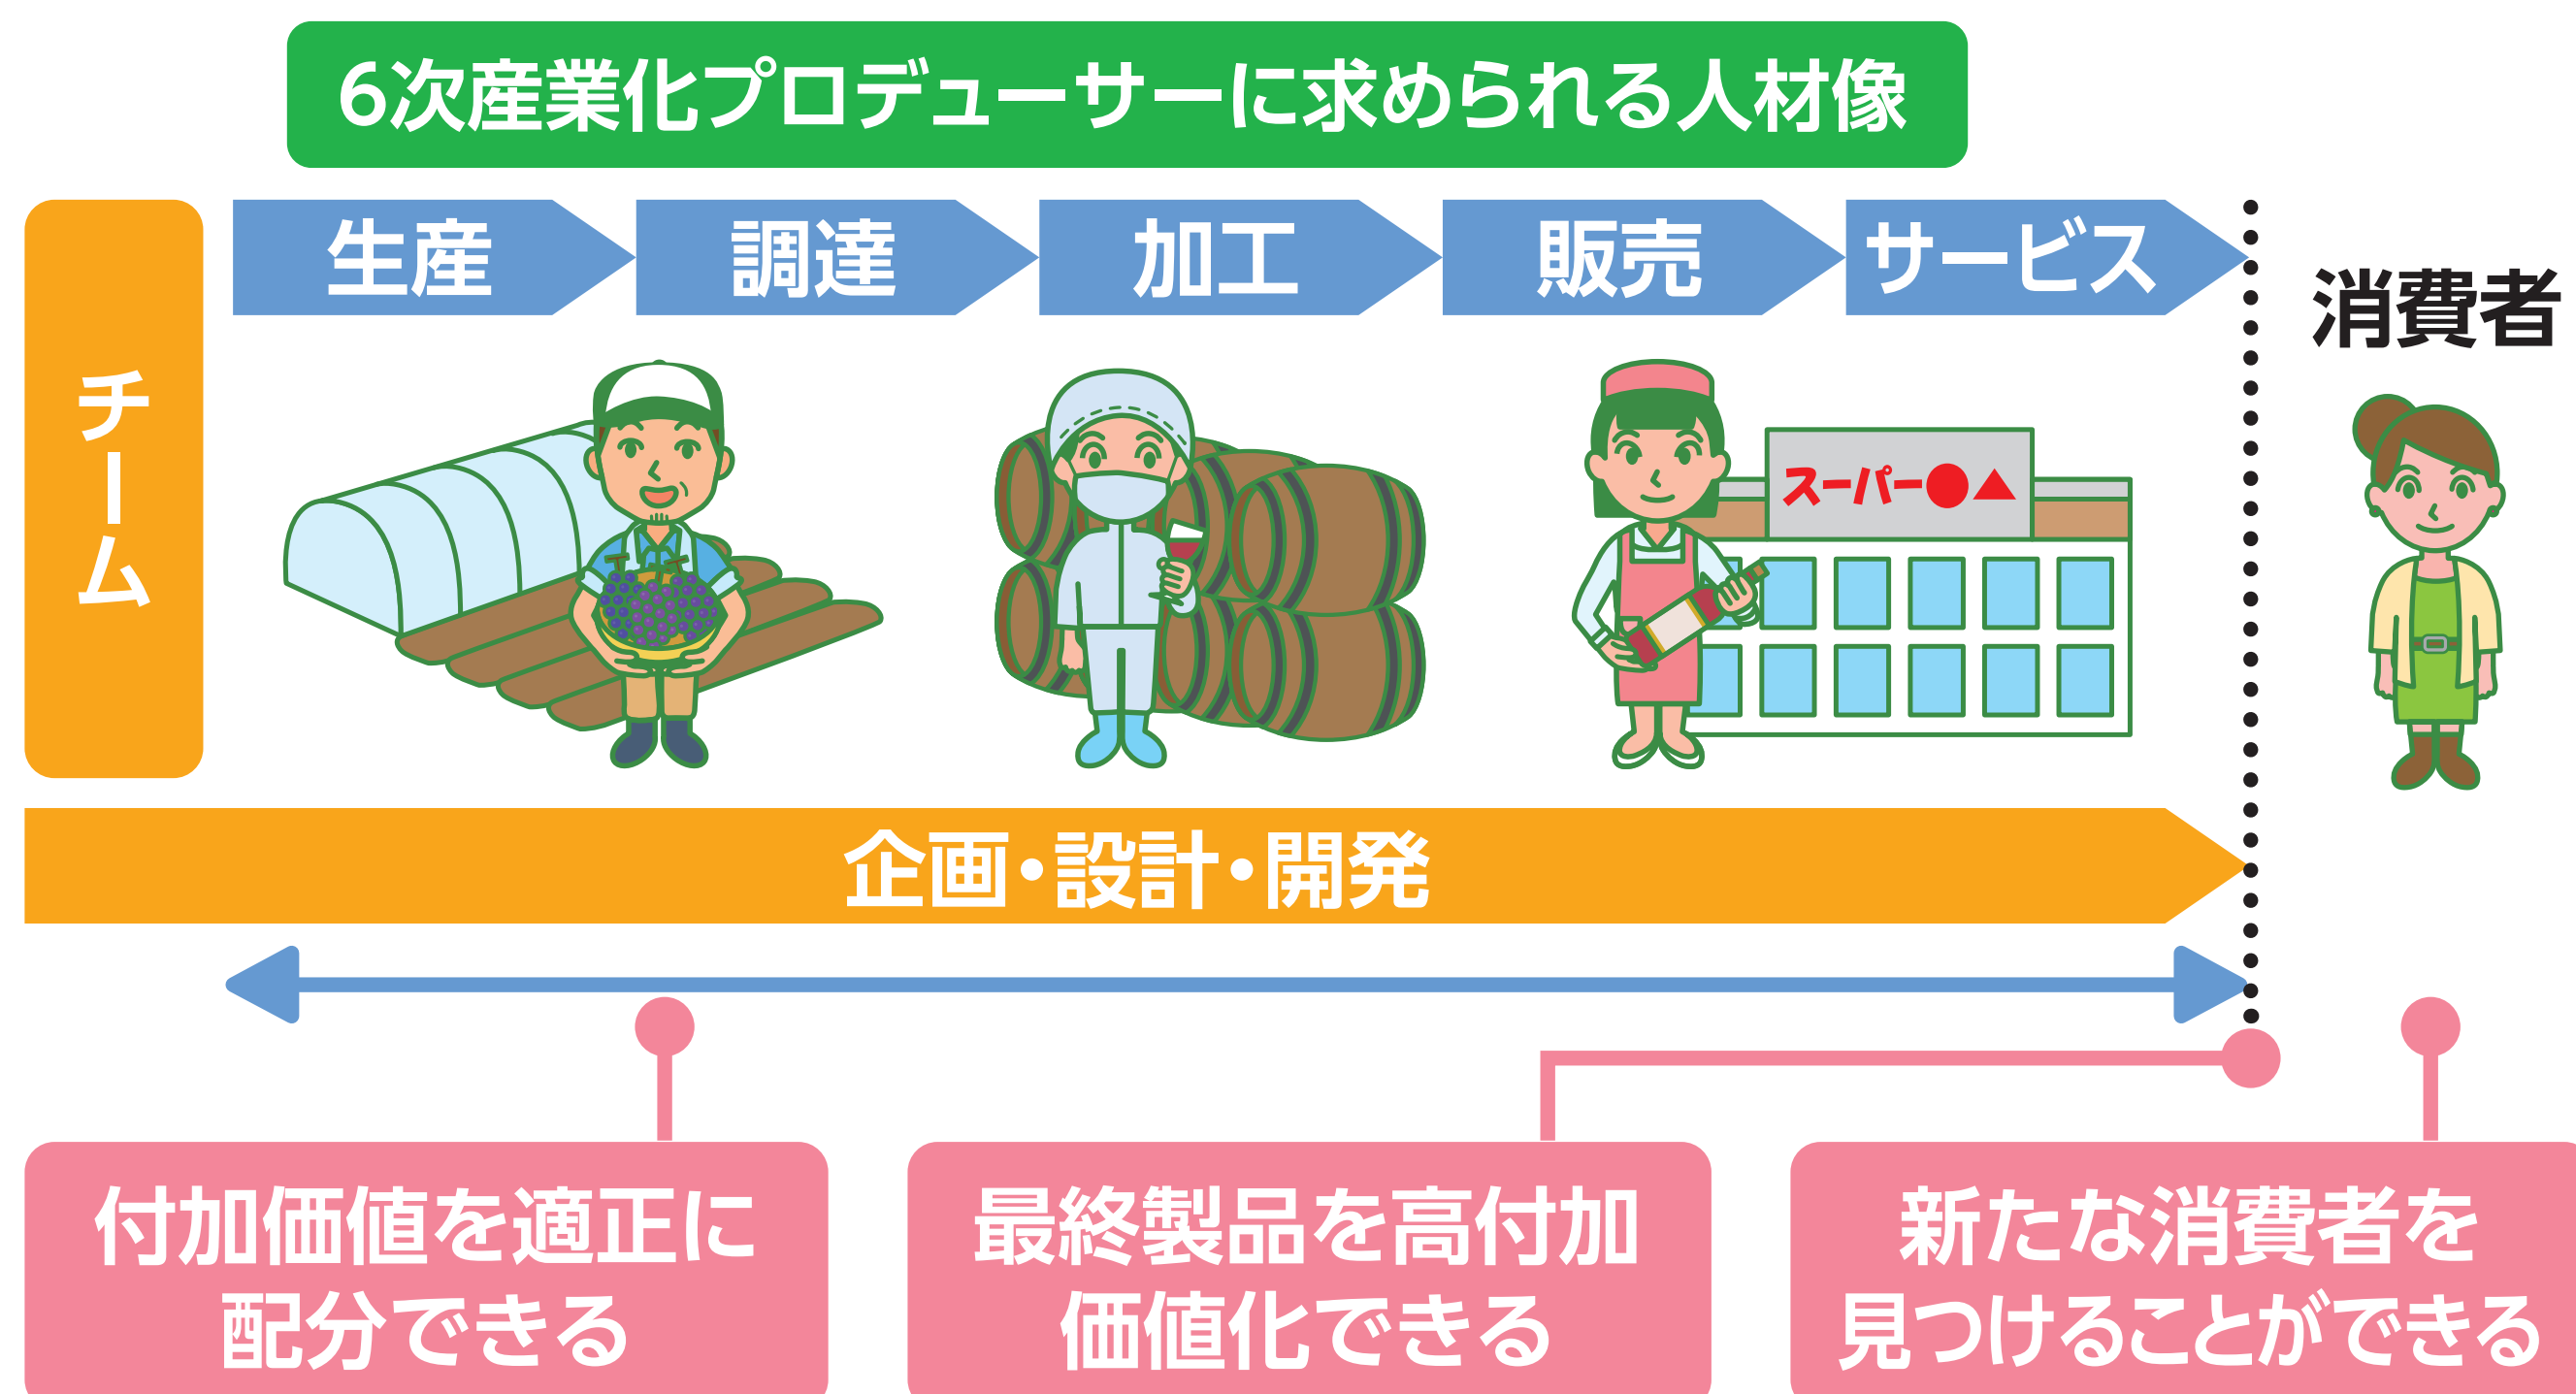 6次産業化プロデューサーに求められる人材像
生産
調達
加工
販売
サービス
消費者
チーム
スーパー●▲
企画・設計・開発
付加価値を適正に
配分できる
最終製品を高付加
価値化できる
新たな消費者を
見つけることができる